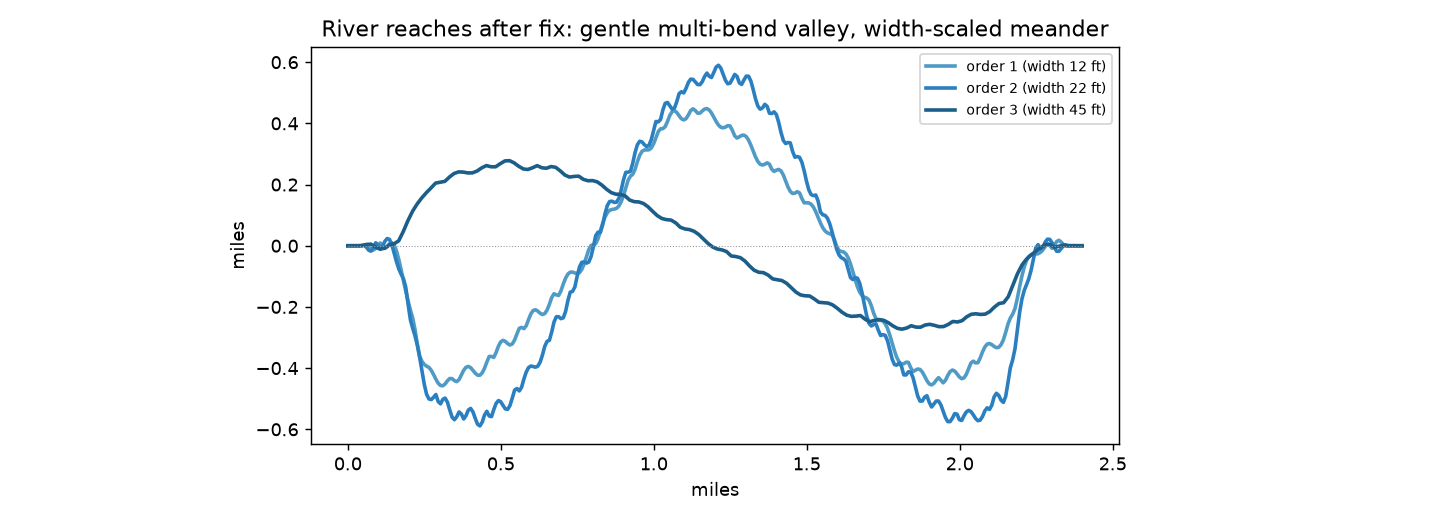 River reaches after fix: gentle multi-bend valley, width-scaled meander
order 1 (width 12 ft)
order 2 (width 22 ft)
order 3 (width 45 ft)
0.6
0.4
0.2
0.0
−0.2
−0.4
−0.6
miles
0.0 0.5 1.0 1.5 2.0 2.5
miles